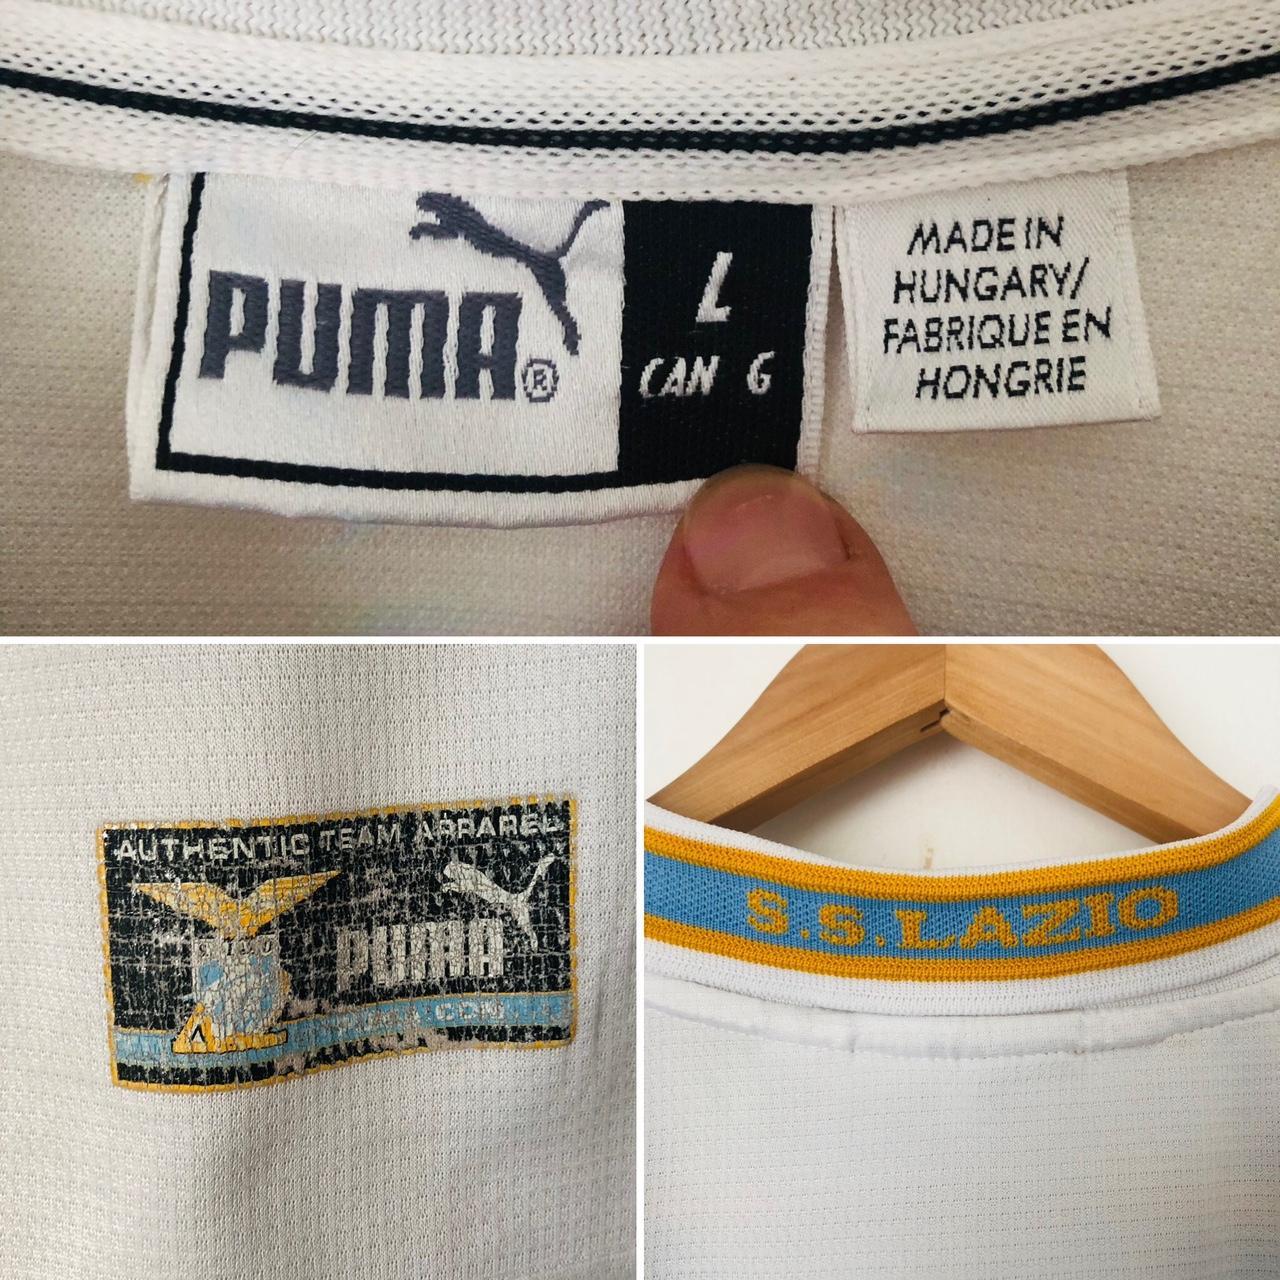 PUMA®
L
CAN G
MADE IN
HUNGARY/
FABRIQUE EN
HONGRIE
AUTHENTIC TEAM APPAREL
PUMA
S.S.LAZIO